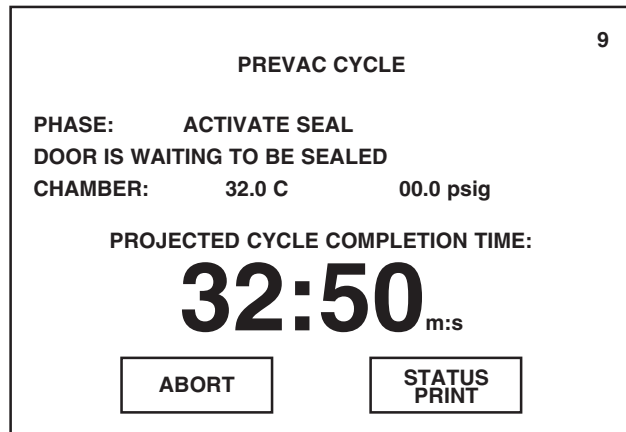 9
PREVAC CYCLE
PHASE: ACTIVATE SEAL
DOOR IS WAITING TO BE SEALED
CHAMBER: 32.0 C 00.0 psig
PROJECTED CYCLE COMPLETION TIME:
32:50 m:s
ABORT
STATUS
PRINT